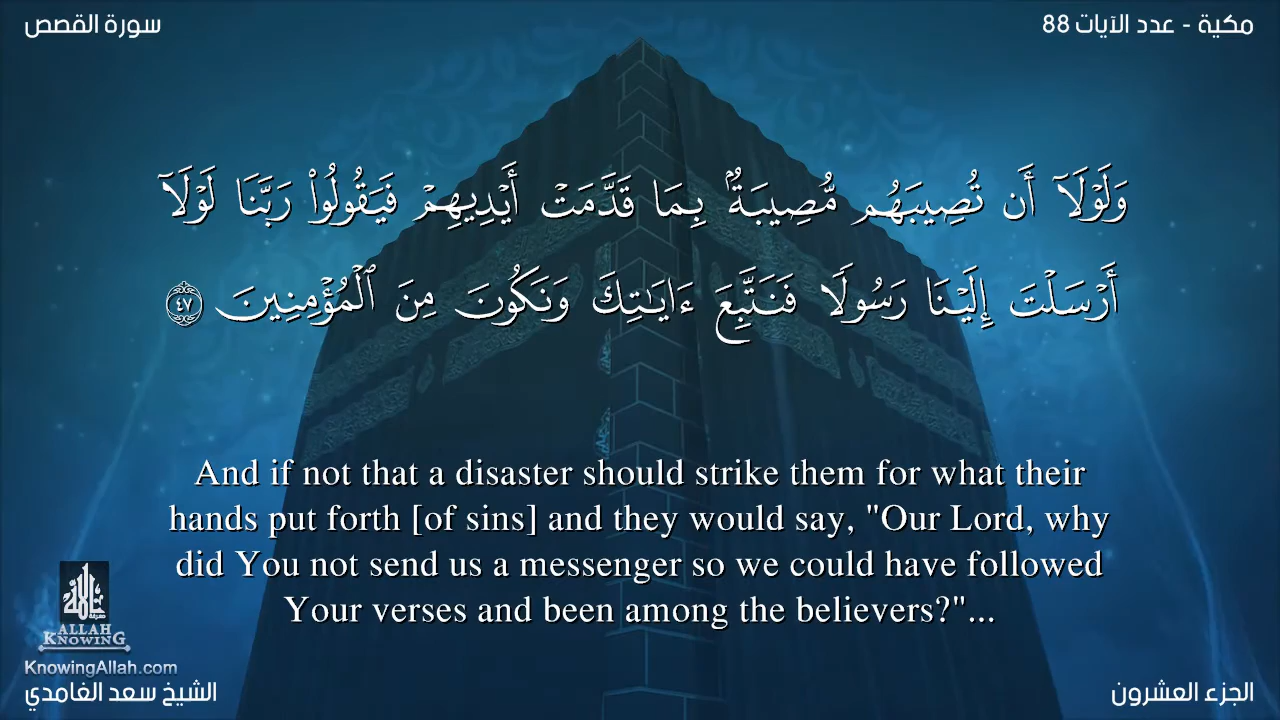 سورة القصص
مكية - عدد الآيات 88
وَلَوْلَآ أَن تُصِيبَهُم مُّصِيبَةٌۢ بِمَا قَدَّمَتْ أَيْدِيهِمْ فَيَقُولُوا۟ رَبَّنَا لَوْلَآ
أَرْسَلْتَ إِلَيْنَا رَسُولًا فَنَتَّبِعَ ءَايَـٰتِكَ وَنَكُونَ مِنَ ٱلْمُؤْمِنِينَ ٤٧
And if not that a disaster should strike them for what their
hands put forth [of sins] and they would say, "Our Lord, why
did You not send us a messenger so we could have followed
Your verses and been among the believers?"...
ALLAH
KNOWING
KnowingAllah.com
الشيخ سعد الغامدي
الجزء العشرون